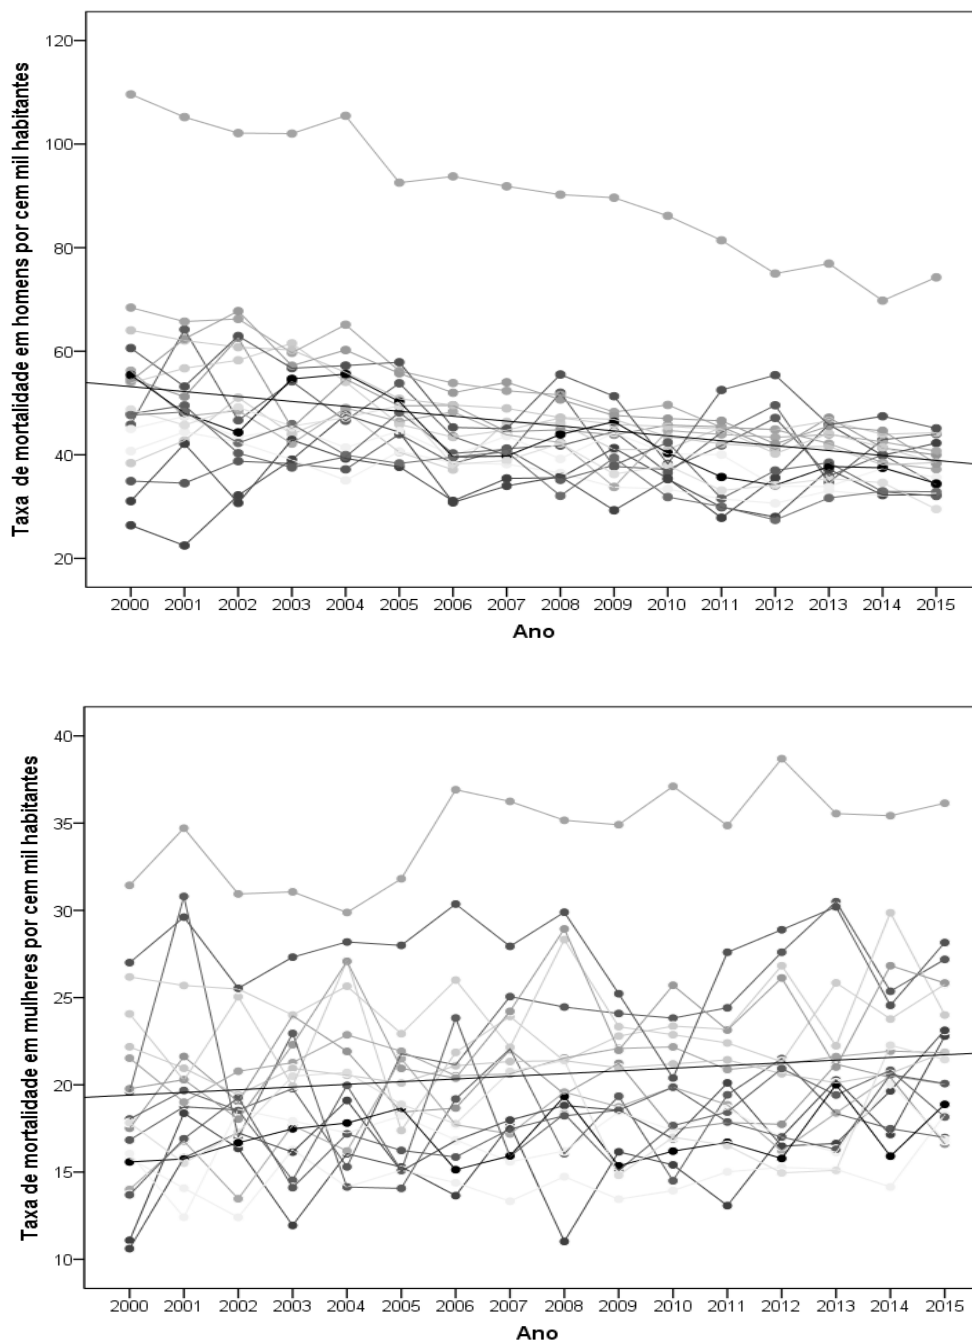 Taxa de mortalidade em homens por cem mil habitantes
120
100
80
60
40
20
2000 2001 2002 2003 2004 2005 2006 2007 2008 2009 2010 2011 2012 2013 2014 2015
Ano
Taxa de mortalidade em mulheres por cem mil habitantes
40
35
30
25
20
15
10
2000 2001 2002 2003 2004 2005 2006 2007 2008 2009 2010 2011 2012 2013 2014 2015
Ano